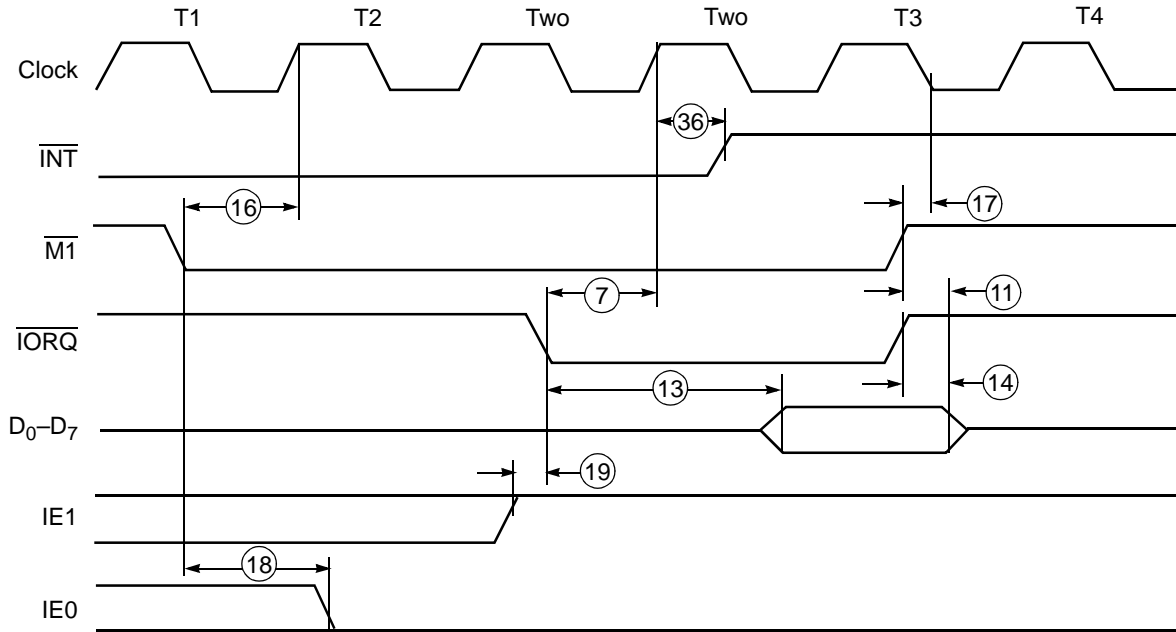 T1 T2 Two Two T3 T4
Clock
36
INT
16
17
M1
7
11
IORQ
13
14
D0–D7
19
IE1
18
IE0